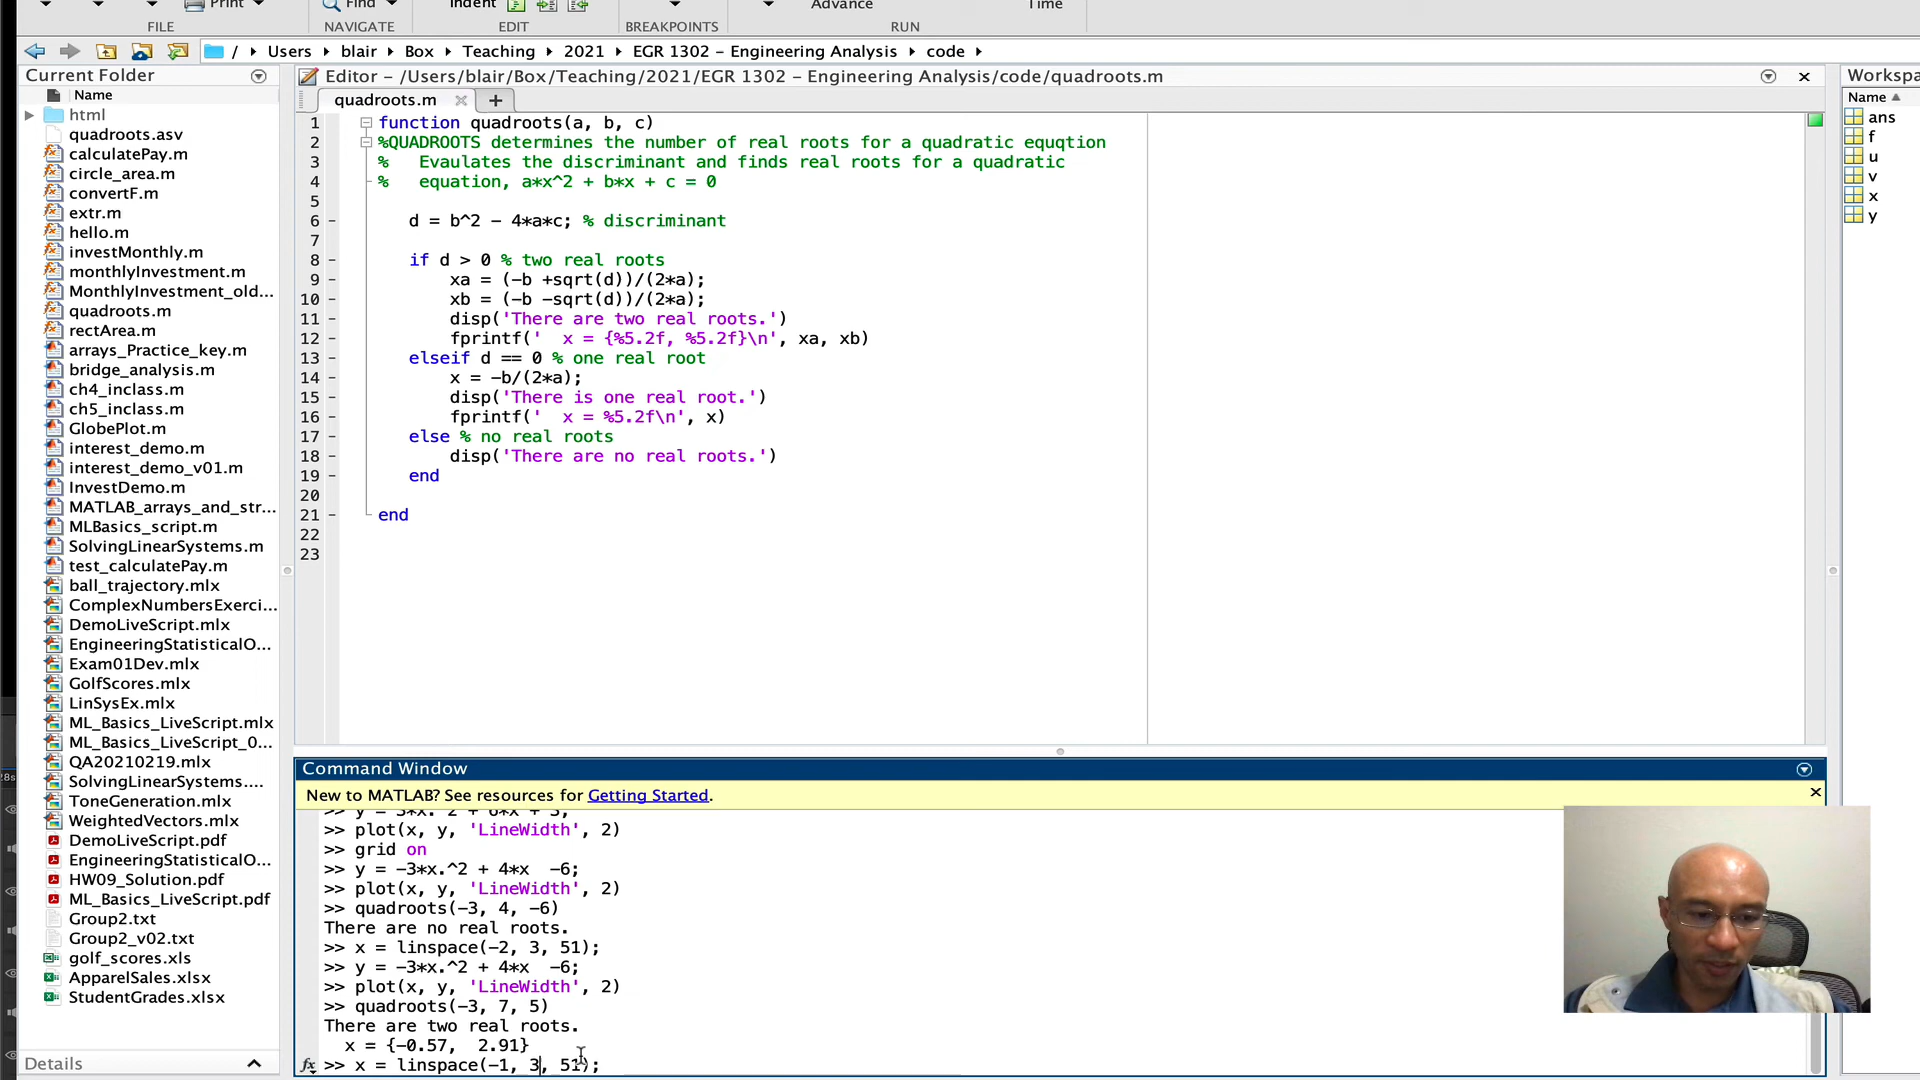 Print
Find
Indent
Advance
Time
FILE
NAVIGATE
EDIT
BREAKPOINTS
RUN
/ Users blair Box Teaching 2021 EGR 1302 - Engineering Analysis code
Current Folder
Name
html
quadroots.asv
calculatePay.m
circle_area.m
convertF.m
extr.m
hello.m
investMonthly.m
monthlyInvestment.m
MonthlyInvestment_old...
quadroots.m
rectArea.m
arrays_Practice_key.m
bridge_analysis.m
ch4_inclass.m
ch5_inclass.m
GlobePlot.m
interest_demo.m
interest_demo_v01.m
InvestDemo.m
MATLAB_arrays_and_str...
MLBasics_script.m
SolvingLinearSystems.m
test_calculatePay.m
ball_trajectory.mlx
ComplexNumbersExerci...
DemoLiveScript.mlx
EngineeringStatisticalO...
Exam01Dev.mlx
GolfScores.mlx
LinSysEx.mlx
ML_Basics_LiveScript.mlx
ML_Basics_LiveScript_0...
QA20210219.mlx
SolvingLinearSystems....
ToneGeneration.mlx
WeightedVectors.mlx
DemoLiveScript.pdf
EngineeringStatisticalO...
HW09_Solution.pdf
ML_Basics_LiveScript.pdf
Group2.txt
Group2_v02.txt
golf_scores.xls
ApparelSales.xlsx
StudentGrades.xlsx
Details
Editor - /Users/blair/Box/Teaching/2021/EGR 1302 - Engineering Analysis/code/quadroots.m
quadroots.m
1 function quadroots(a, b, c)
2 %QUADROOTS determines the number of real roots for a quadratic equqtion
3 % Evaulates the discriminant and finds real roots for a quadratic
4 % equation, a*x^2 + b*x + c = 0
5
6 - d = b^2 - 4*a*c; % discriminant
7
8 - if d > 0 % two real roots
9 - xa = (-b +sqrt(d))/(2*a);
10 - xb = (-b -sqrt(d))/(2*a);
11 - disp('There are two real roots.')
12 - fprintf('  x = {%5.2f, %5.2f}\n', xa, xb)
13 - elseif d == 0 % one real root
14 - x = -b/(2*a);
15 - disp('There is one real root.')
16 - fprintf('  x = %5.2f\n', x)
17 - else % no real roots
18 - disp('There are no real roots.')
19 - end
20
21 - end
22
23
Command Window
New to MATLAB? See resources for Getting Started.
>> plot(x, y, 'LineWidth', 2)
>> grid on
>> y = -3*x.^2 + 4*x  -6;
>> plot(x, y, 'LineWidth', 2)
>> quadroots(-3, 4, -6)
There are no real roots.
>> x = linspace(-2, 3, 51);
>> y = -3*x.^2 + 4*x  -6;
>> plot(x, y, 'LineWidth', 2)
>> quadroots(-3, 7, 5)
There are two real roots.
x = {-0.57,  2.91}
fx >> x = linspace(-1, 3, 51);
Workspa
Name
ans
f
u
v
x
y